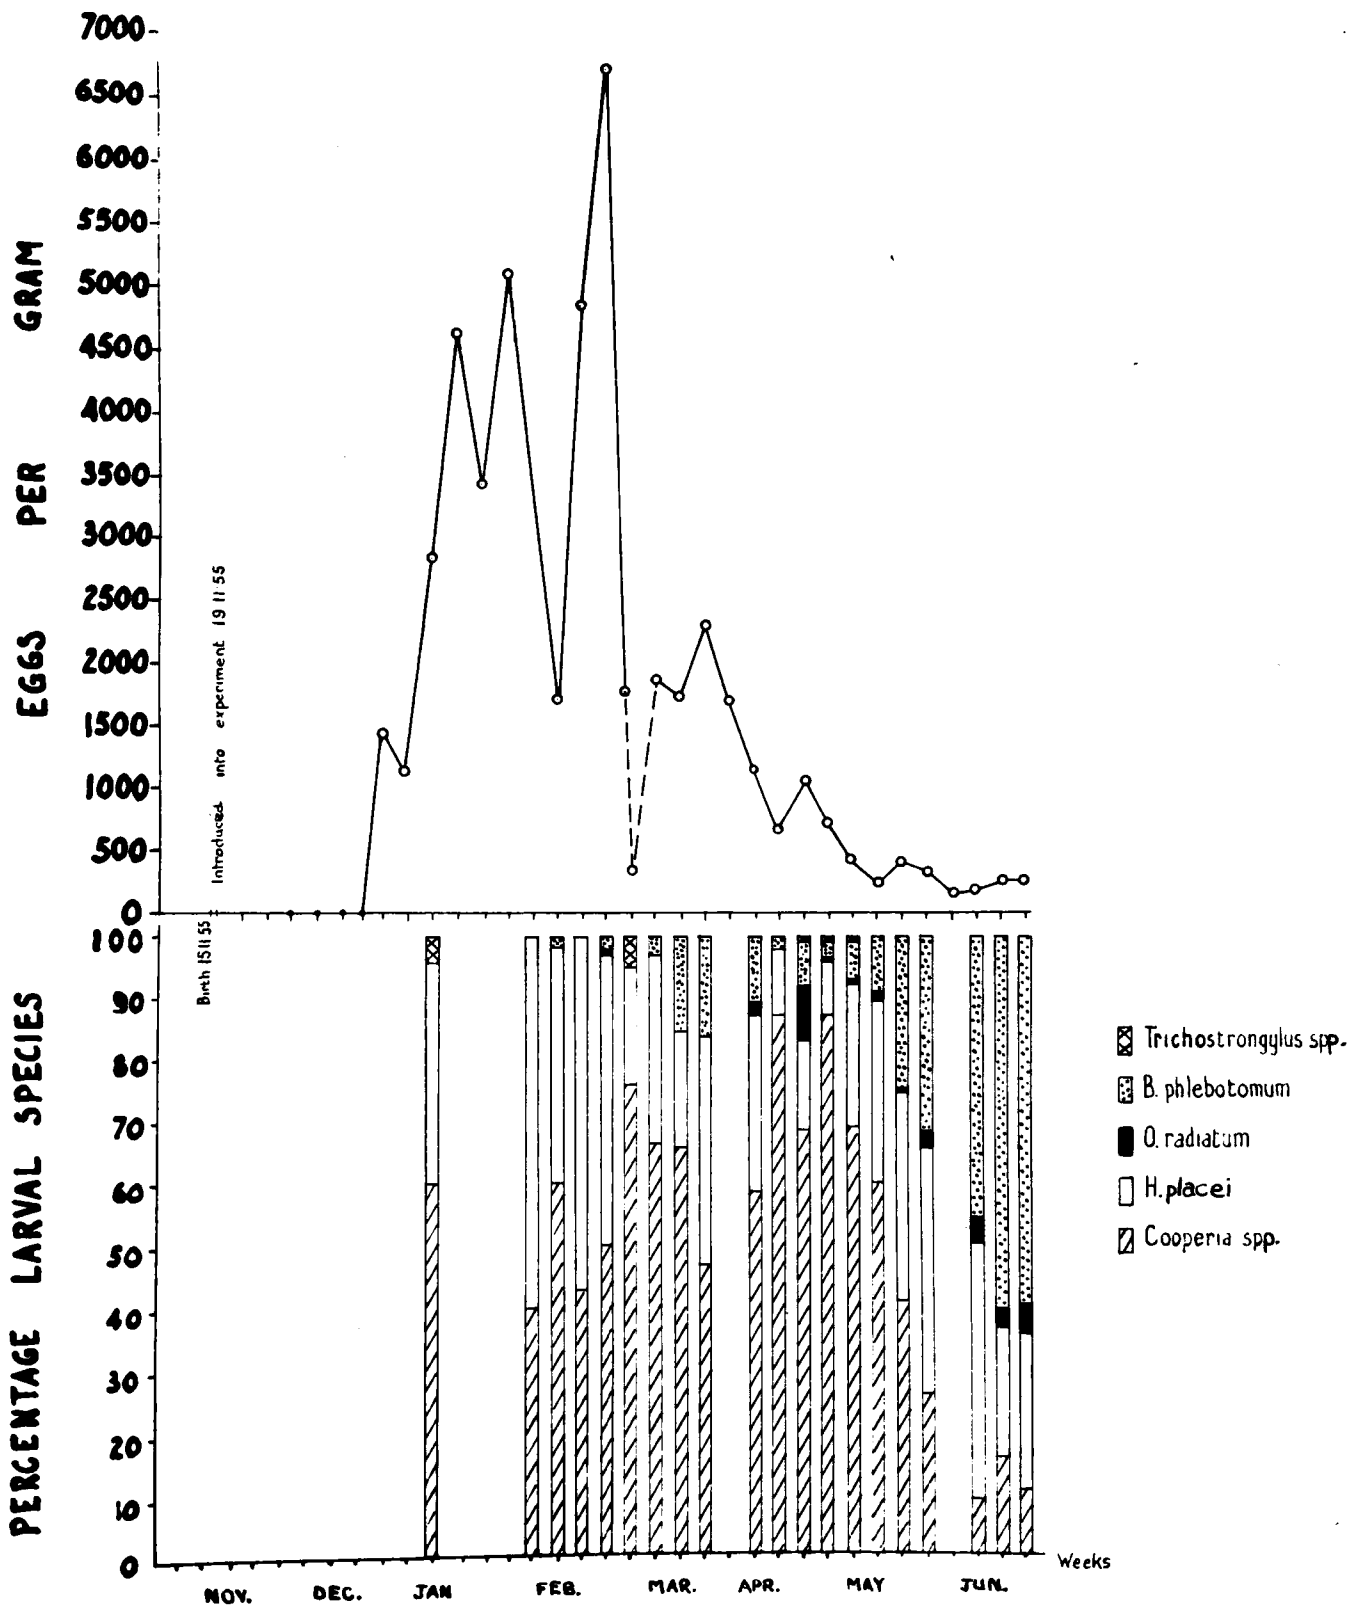 7000
6500
6000
5500
5000
4500
4000
3500
3000
2500
2000
1500
1000
500
0
EGGS PER GRAM
Introduced into experiment 19 11 55
Birth 15 11 55
100
90
80
70
60
50
40
30
20
10
0
PERCENTAGE LARVAL SPECIES
Trichostrongylus spp.
B. phlebotomum
O. radiatum
H. placei
Cooperia spp.
Weeks
NOV. DEC. JAN FEB. MAR. APR. MAY JUN.